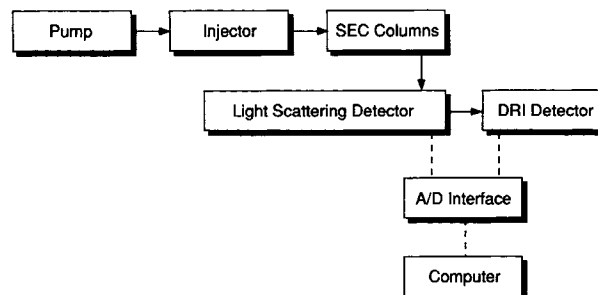 Pump
Injector
SEC Columns
Light Scattering Detector
DRI Detector
A/D Interface
Computer